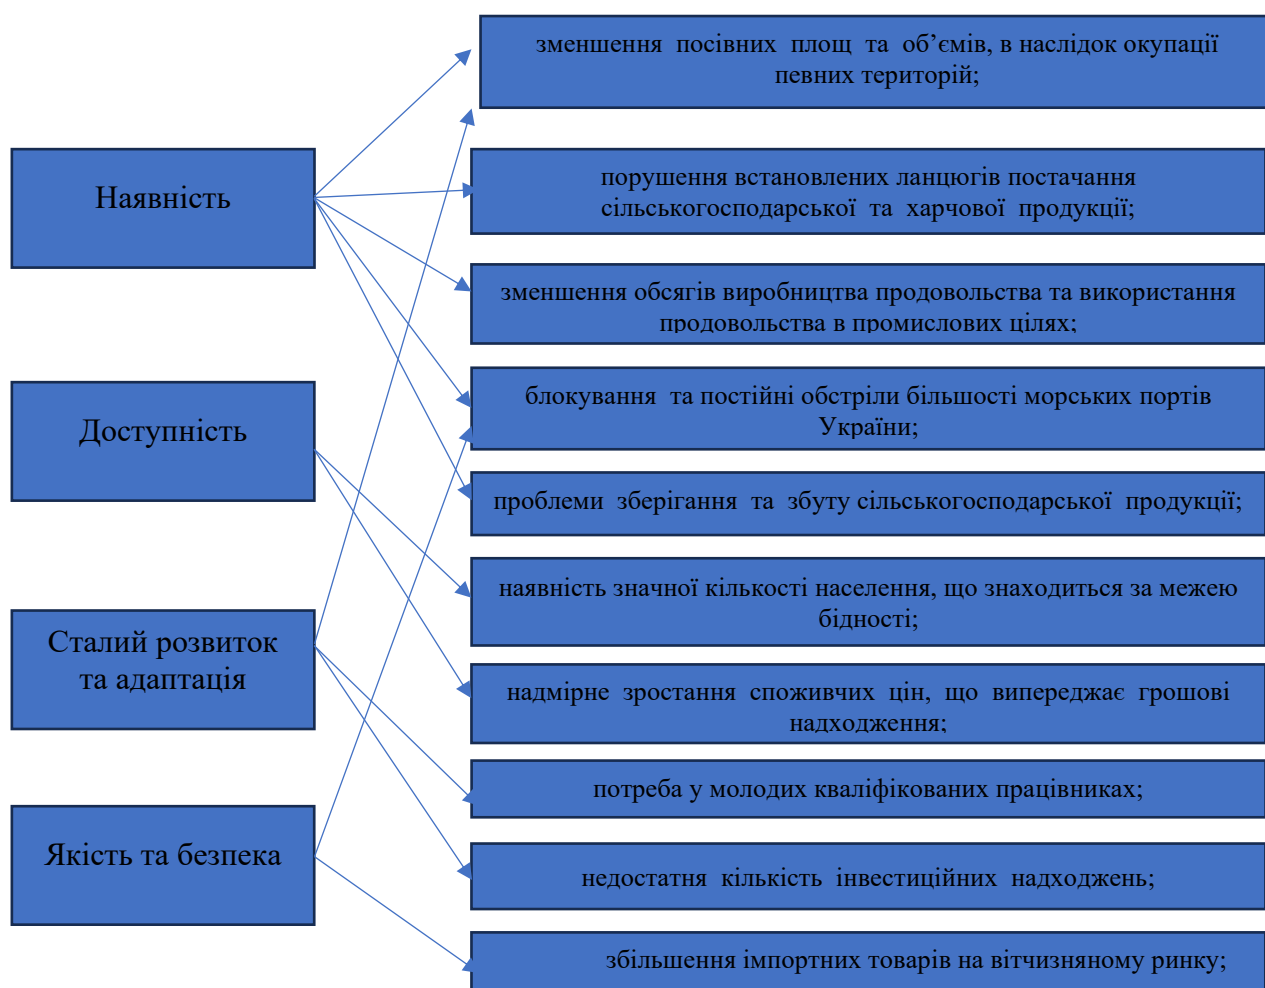 Наявність
Доступність
Сталий розвиток
та адаптація
Якість та безпека
зменшення посівних площ та об’ємів, в наслідок окупації
певних територій;
порушення встановлених ланцюгів постачання
сільськогосподарської та харчової продукції;
зменшення обсягів виробництва продовольства та використання
продовольства в промислових цілях;
блокування та постійні обстріли більшості морських портів
України;
проблеми зберігання та збуту сільськогосподарської продукції;
наявність значної кількості населення, що знаходиться за межею
бідності;
надмірне зростання споживчих цін, що випереджає грошові
надходження;
потреба у молодих кваліфікованих працівниках;
недостатня кількість інвестиційних надходжень;
збільшення імпортних товарів на вітчизняному ринку;